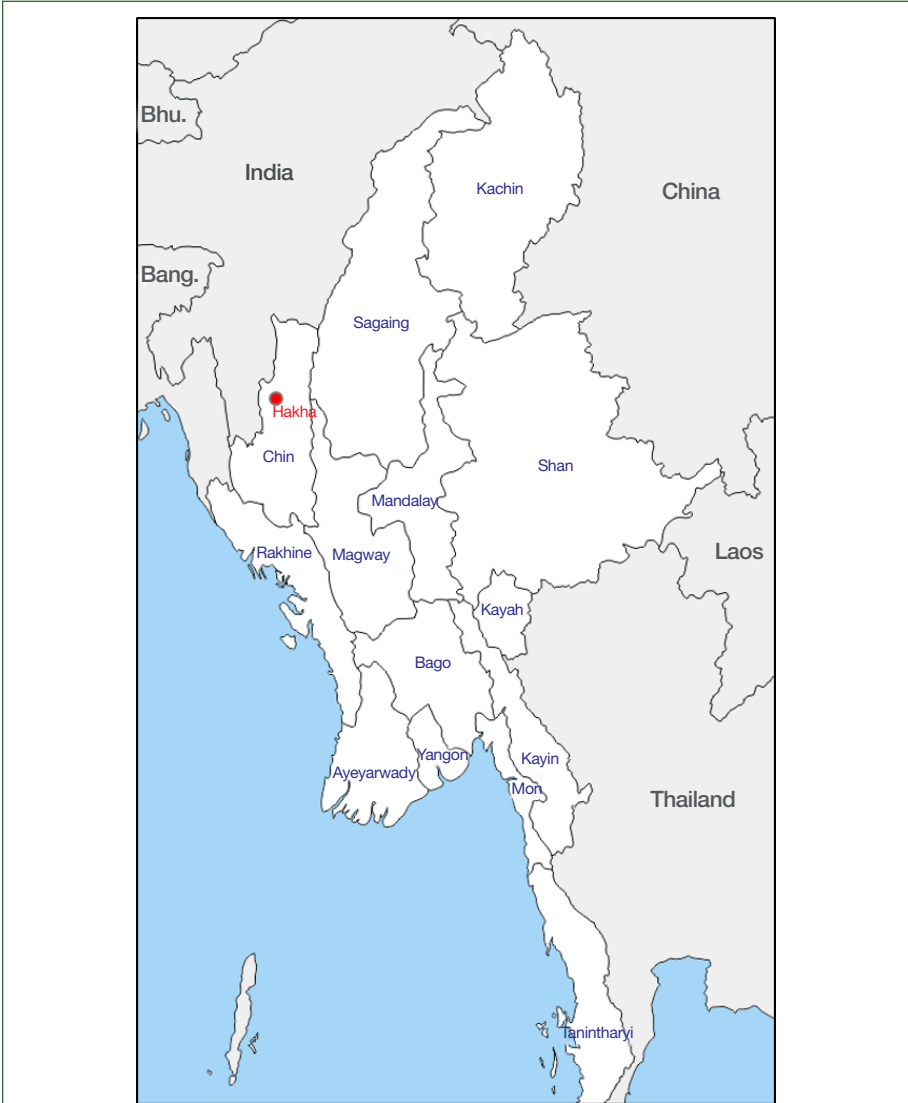 Bhu.
India
Kachin
China
Bang.
Sagaing
Hakha
Chin
Shan
Mandalay
Rakhine
Magway
Laos
Kayah
Bago
Yangon
Kayin
Ayeyarwady
Mon
Thailand
Tanintharyi